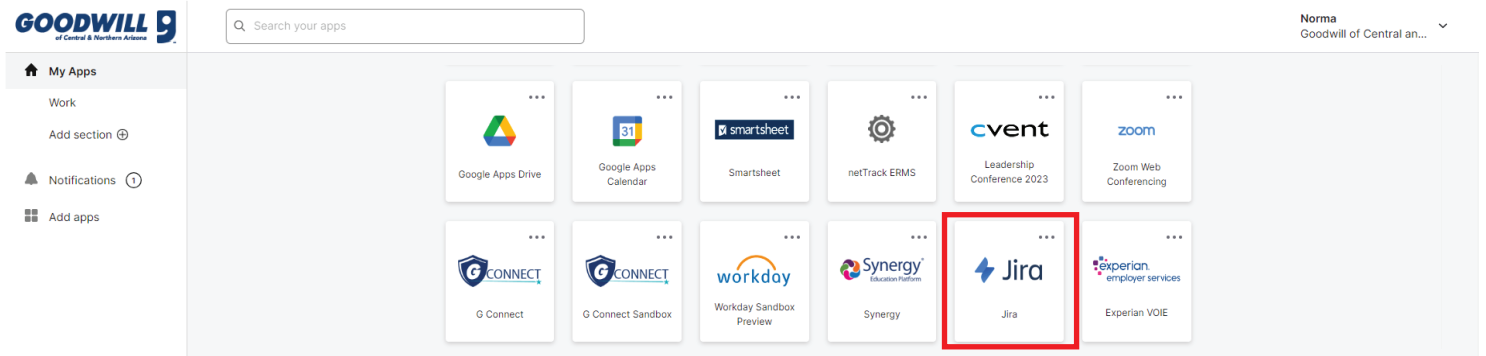 GOODWILL
of Central & Northern Arizona
Search your apps
Norma
Goodwill of Central an...
My Apps
Work
Add section
Notifications 1
Add apps
31
smartsheet
cvent
zoom
Google Apps Drive
Google Apps
Calendar
Smartsheet
netTrack ERMS
Leadership
Conference 2023
Zoom Web
Conferencing
G CONNECT
G CONNECT
workday
Synergy
Education Platform
Jira
experian.
employer services
G Connect
G Connect Sandbox
Workday Sandbox
Preview
Synergy
Jira
Experian VOIE